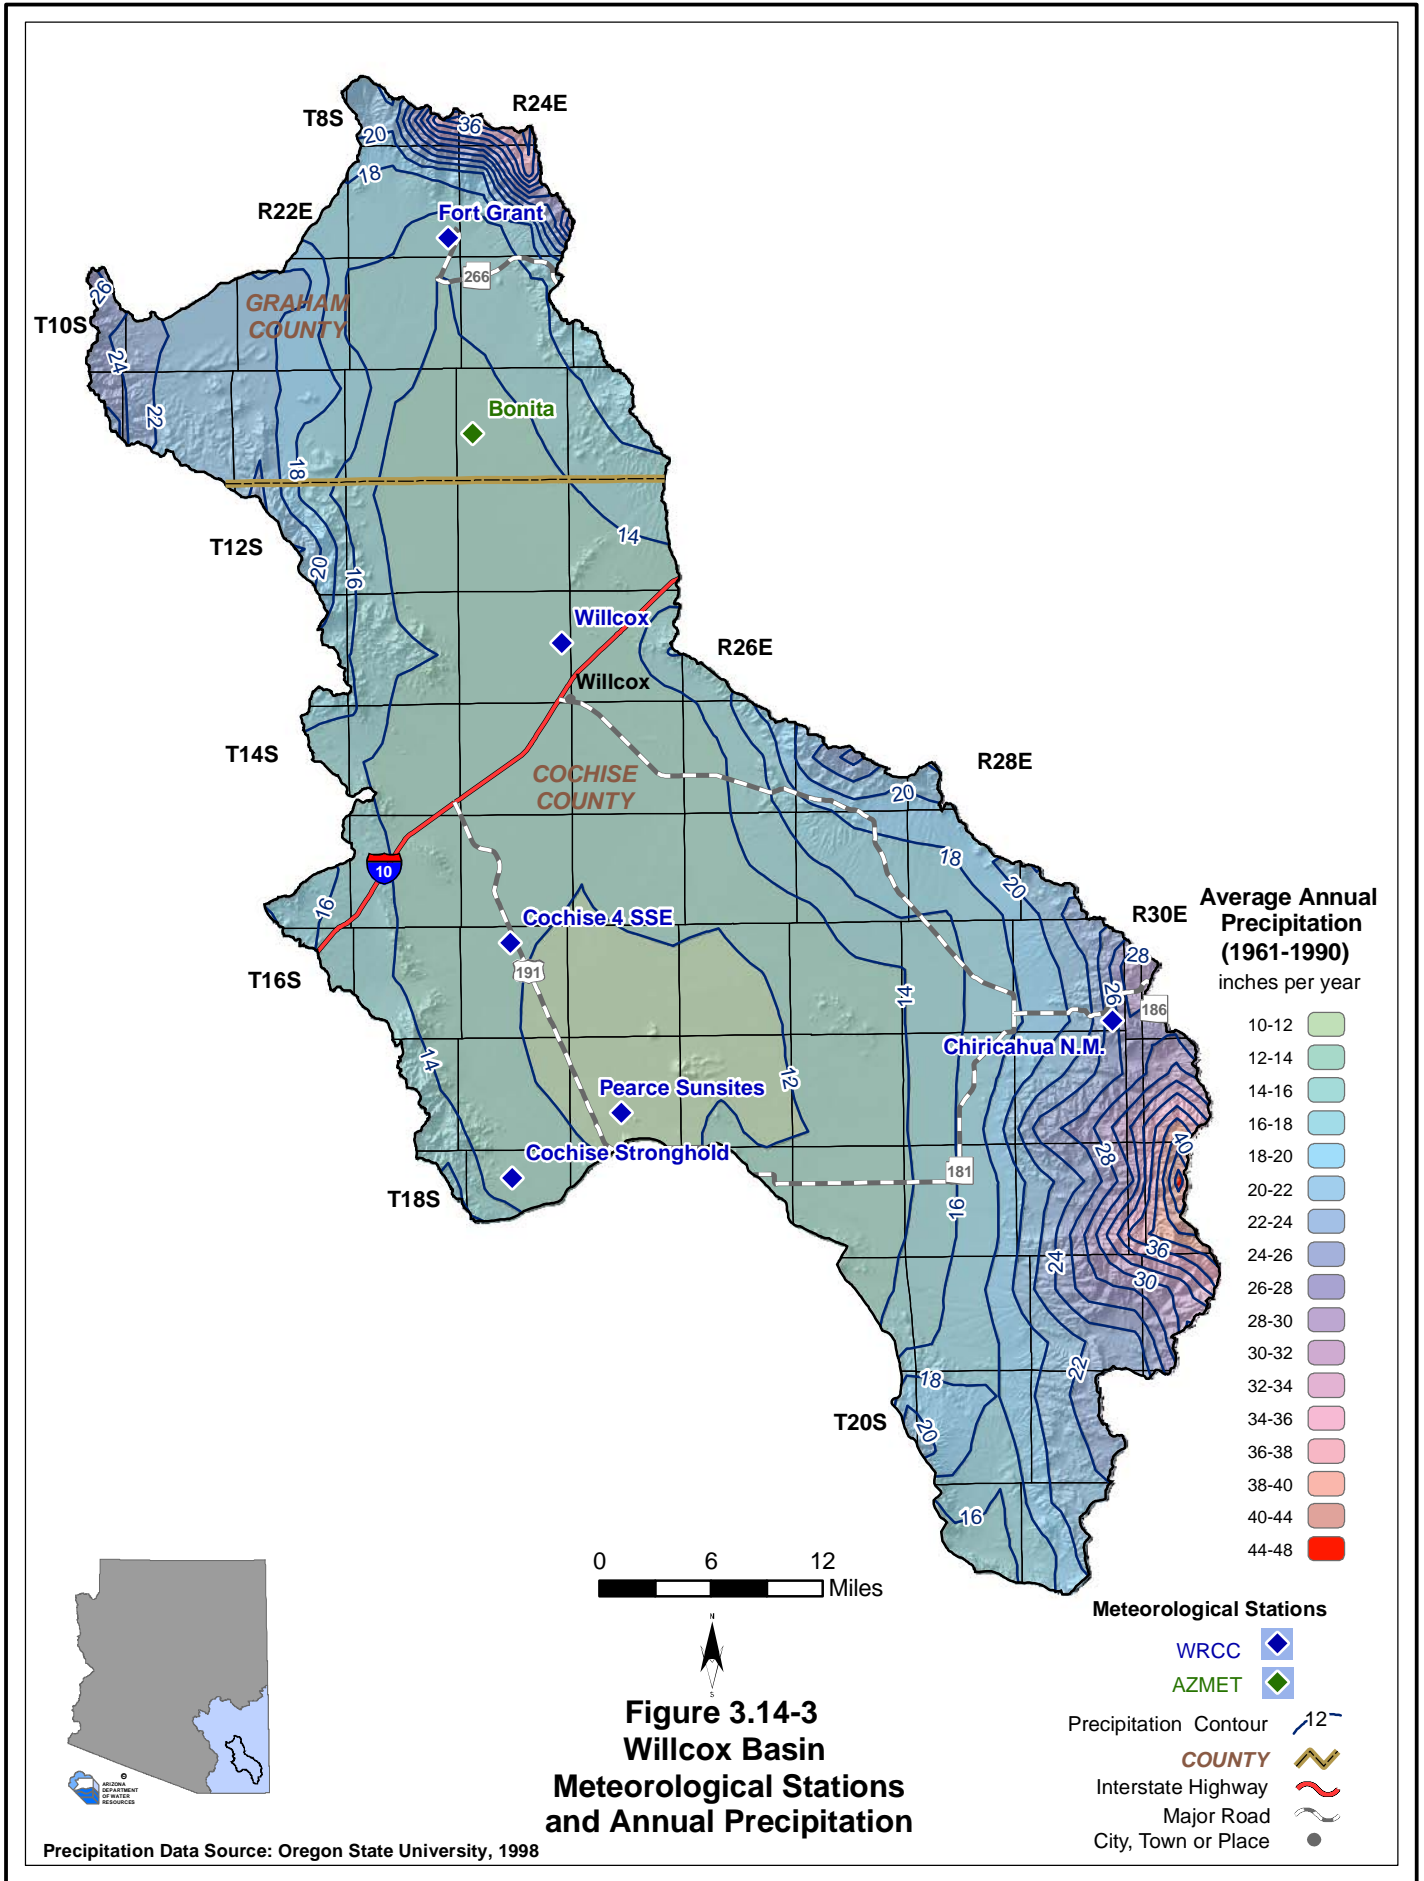 T8S
R24E
36
20
18
R22E
Fort Grant
266
26
GRAHAM
COUNTY
T10S
24
22
Bonita
18
14
T12S
20
16
Willcox
R26E
Willcox
T14S
R28E
COCHISE
COUNTY
20
18
10
20
16
Cochise 4 SSE
R30E
28
191
T16S
14
26
186
Chiricahua N.M.
14
12
Pearce Sunsites
40
28
Cochise Stronghold
181
T18S
16
36
24
30
22
18
T20S
20
16
Average Annual
Precipitation
(1961-1990)
inches per year
10-12
12-14
14-16
16-18
18-20
20-22
22-24
24-26
26-28
28-30
30-32
32-34
34-36
36-38
38-40
40-44
44-48
0 6 12
Miles
N
S
Meteorological Stations
WRCC
AZMET
Precipitation Contour 12
COUNTY
Interstate Highway
Major Road
City, Town or Place
Figure 3.14-3
Willcox Basin
Meteorological Stations
and Annual Precipitation
ARIZONA
DEPARTMENT
OF WATER
RESOURCES
Precipitation Data Source: Oregon State University, 1998